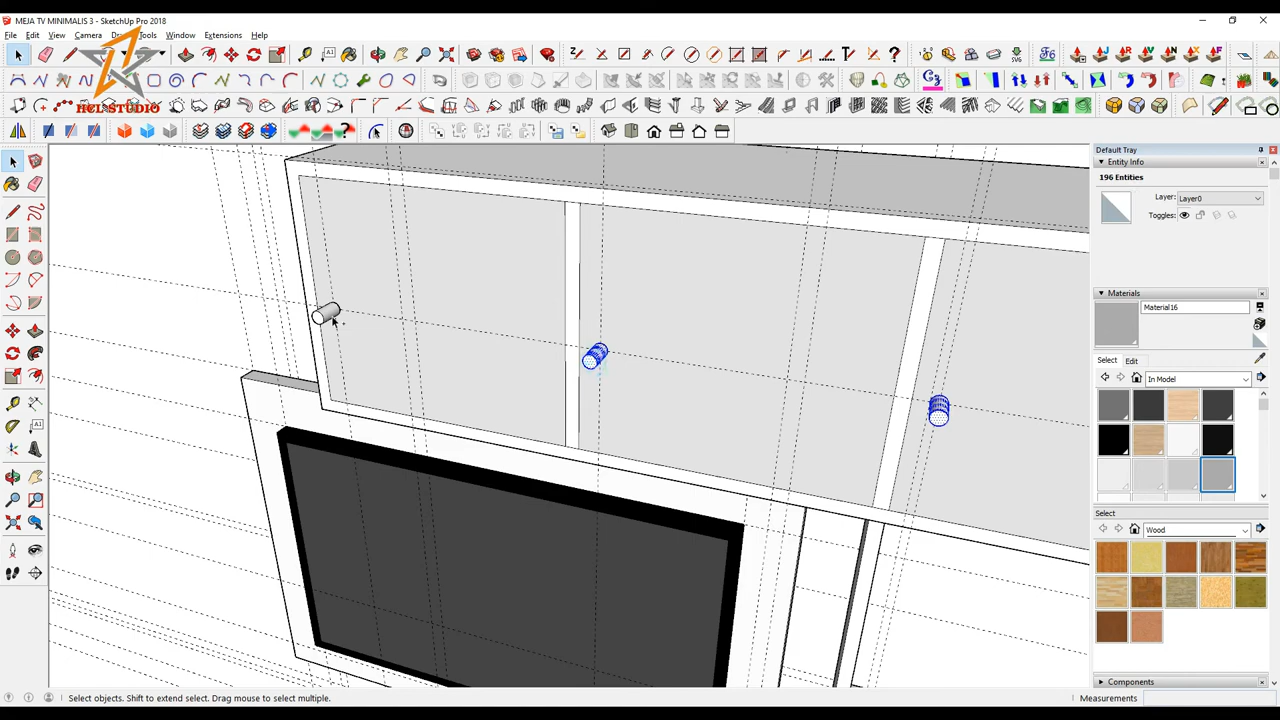 MEJA TV MINIMALIS 3 - SketchUp Pro 2018
File Edit View Camera Tools Window Extensions Help
STUDIO
Default Tray
Entity Info
196 Entities
Layer: Layer0
Toggles:
Materials
Material16
Select Edit
In Model
Select
Wood
Components
Select objects. Shift to extend select. Drag mouse to select multiple.
Measurements